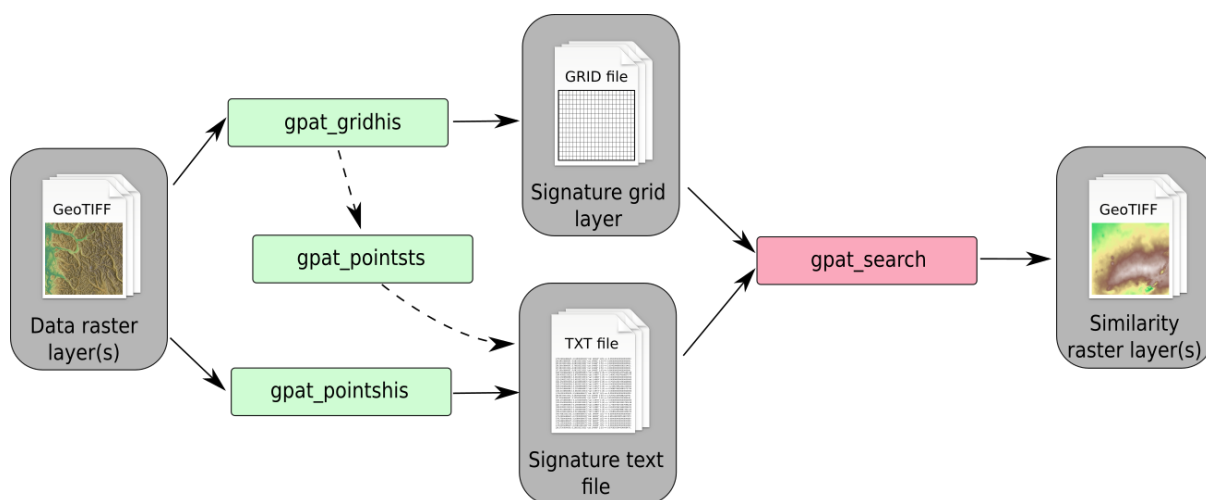 GeoTIFF
Data raster
layer(s)
gpat_gridhis
gpat_pointsts
gpat_pointshis
GRID file
Signature grid
layer
TXT file
Signature text
file
gpat_search
GeoTIFF
Similarity
raster layer(s)